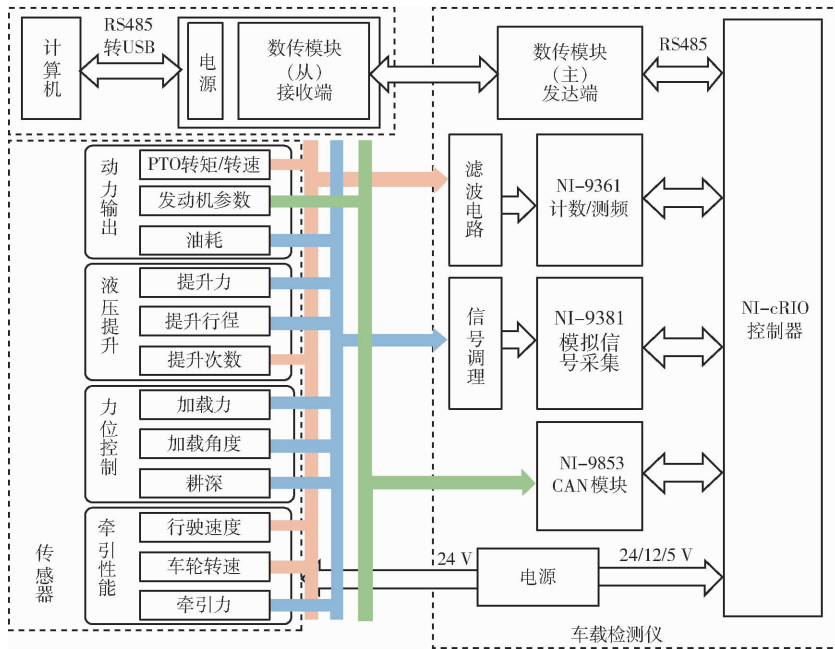 计算机
RS485
转USB
电源
数传模块
（从）
接收端
数传模块
（主）
发达端
RS485
动力输出
PTO转矩/转速
发动机参数
油耗
液压提升
提升力
提升行径
提升次数
力位控制
加载力
加载角度
耕深
牵引性能
行驶速度
车轮转速
牵引力
传感器
滤波电路
NI-9361
计数/测频
信号调理
NI-9381
模拟信
号采集
NI-9853
CAN模块
24 V
电源
24/12/5 V
NI-cRIO
控制器
车载检测仪